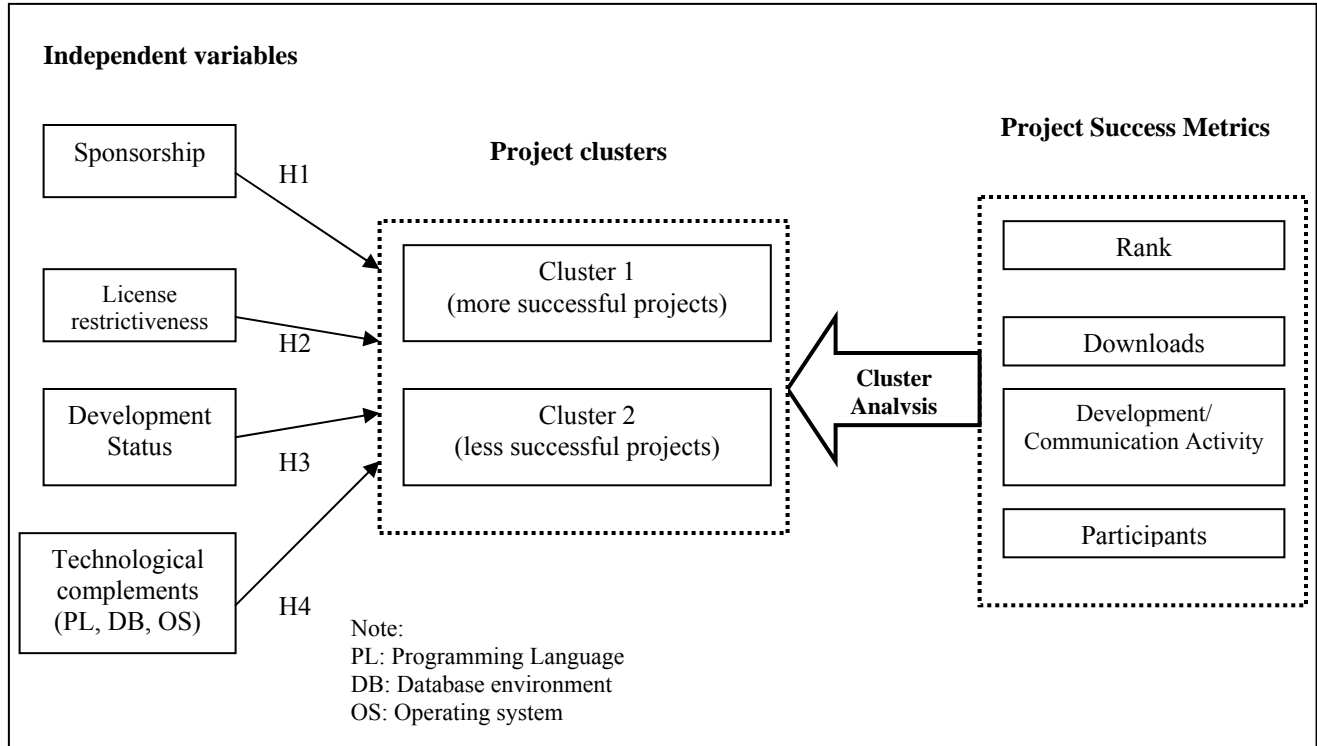 Independent variables
Sponsorship
H1
License
restrictiveness
H2
Development
Status
H3
Technological
complements
(PL, DB, OS)
H4
Project clusters
Cluster 1
(more successful projects)
Cluster 2
(less successful projects)
Cluster
Analysis
Project Success Metrics
Rank
Downloads
Development/
Communication Activity
Participants
Note:
PL: Programming Language
DB: Database environment
OS: Operating system